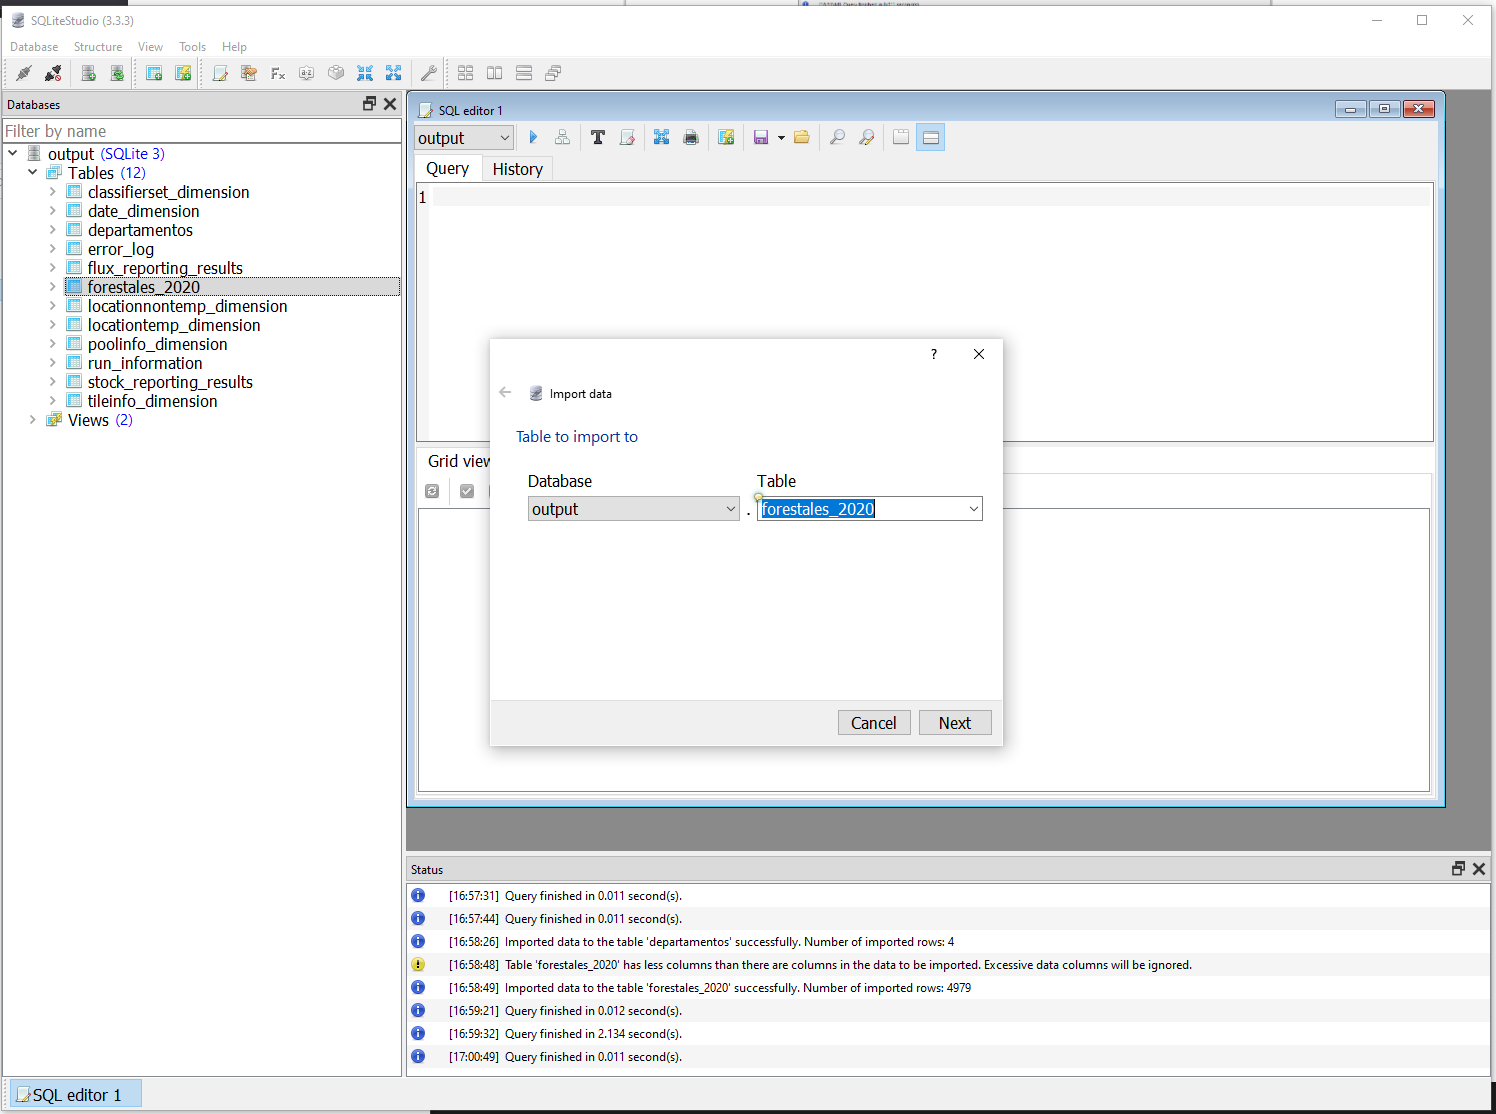 SQLiteStudio (3.3.3)
Database Structure View Tools Help
Databases
Filter by name
output (SQLite 3)
Tables (12)
classifierset_dimension
date_dimension
departamentos
error_log
flux_reporting_results
forestales_2020
locationnontemp_dimension
locationtemp_dimension
poolinfo_dimension
run_information
stock_reporting_results
tileinfo_dimension
Views (2)
SQL editor 1
output
Query History
1
Grid view
?
Import data
Table to import to
Database Table
output . forestales_2020
Cancel Next
Status
[16:57:31] Query finished in 0.011 second(s).
[16:57:44] Query finished in 0.011 second(s).
[16:58:26] Imported data to the table 'departamentos' successfully. Number of imported rows: 4
[16:58:48] Table 'forestales_2020' has less columns than there are columns in the data to be imported. Excessive data columns will be ignored.
[16:58:49] Imported data to the table 'forestales_2020' successfully. Number of imported rows: 4979
[16:59:21] Query finished in 0.012 second(s).
[16:59:32] Query finished in 2.134 second(s).
[17:00:49] Query finished in 0.011 second(s).
SQL editor 1